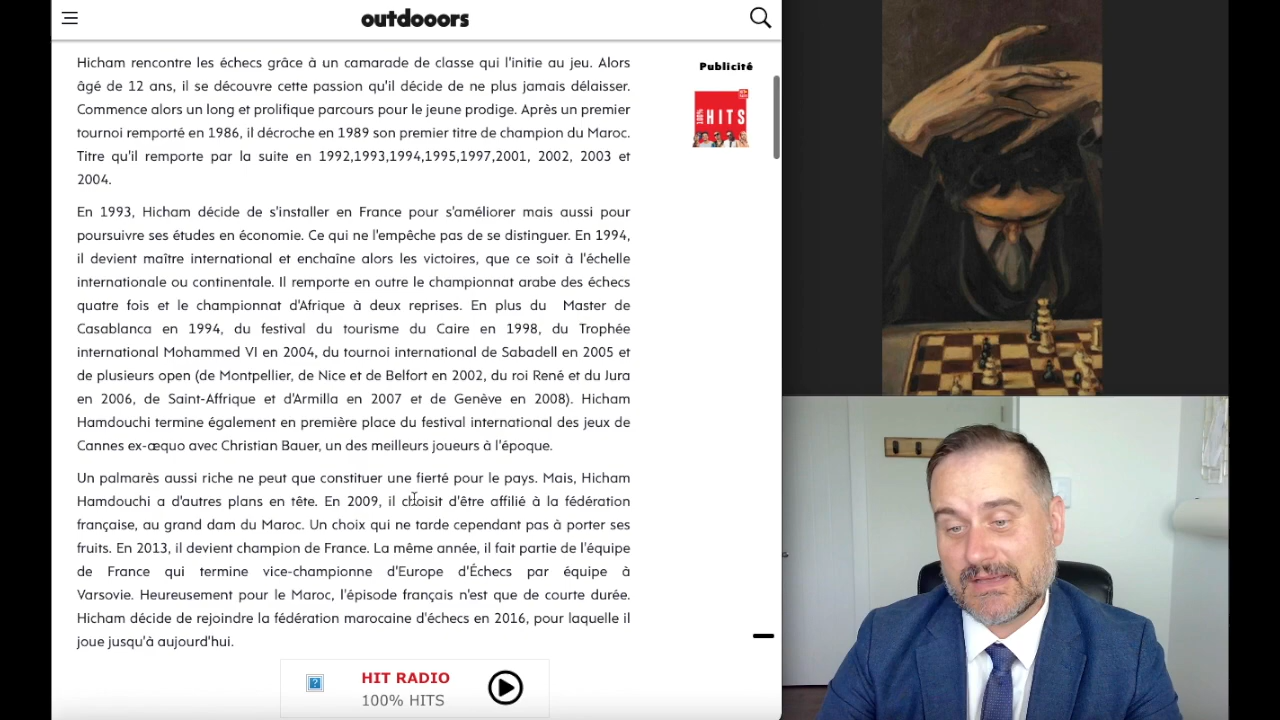 outdooors
Hicham rencontre les échecs grâce à un camarade de classe qui l'initie au jeu. Alors
âgé de 12 ans, il se découvre cette passion qu'il décide de ne plus jamais délaisser.
Commence alors un long et prolifique parcours pour le jeune prodige. Après un premier
tournoi remporté en 1986, il décroche en 1989 son premier titre de champion du Maroc.
Titre qu'il remporte par la suite en 1992,1993,1994,1995,1997,2001, 2002, 2003 et
2004.
En 1993, Hicham décide de s'installer en France pour s'améliorer mais aussi pour
poursuivre ses études en économie. Ce qui ne l'empêche pas de se distinguer. En 1994,
il devient maître international et enchaîne alors les victoires, que ce soit à l'échelle
internationale ou continentale. Il remporte en outre le championnat arabe des échecs
quatre fois et le championnat d'Afrique à deux reprises. En plus du Master de
Casablanca en 1994, du festival du tourisme du Caire en 1998, du Trophée
international Mohammed VI en 2004, du tournoi international de Sabadell en 2005 et
de plusieurs open (de Montpellier, de Nice et de Belfort en 2002, du roi René et du Jura
en 2006, de Saint-Affrique et d'Armilla en 2007 et de Genève en 2008). Hicham
Hamdouchi termine également en première place du festival international des jeux de
Cannes ex-æquo avec Christian Bauer, un des meilleurs joueurs à l'époque.
Un palmarès aussi riche ne peut que constituer une fierté pour le pays. Mais, Hicham
Hamdouchi a d'autres plans en tête. En 2009, il choisit d'être affilié à la fédération
française, au grand dam du Maroc. Un choix qui ne tarde cependant pas à porter ses
fruits. En 2013, il devient champion de France. La même année, il fait partie de l'équipe
de France qui termine vice-championne d'Europe d'Échecs par équipe à
Varsovie. Heureusement pour le Maroc, l'épisode français n'est que de courte durée.
Hicham décide de rejoindre la fédération marocaine d'échecs en 2016, pour laquelle il
joue jusqu'à aujourd'hui.
Publicité
100% HITS
HIT RADIO
100% HITS